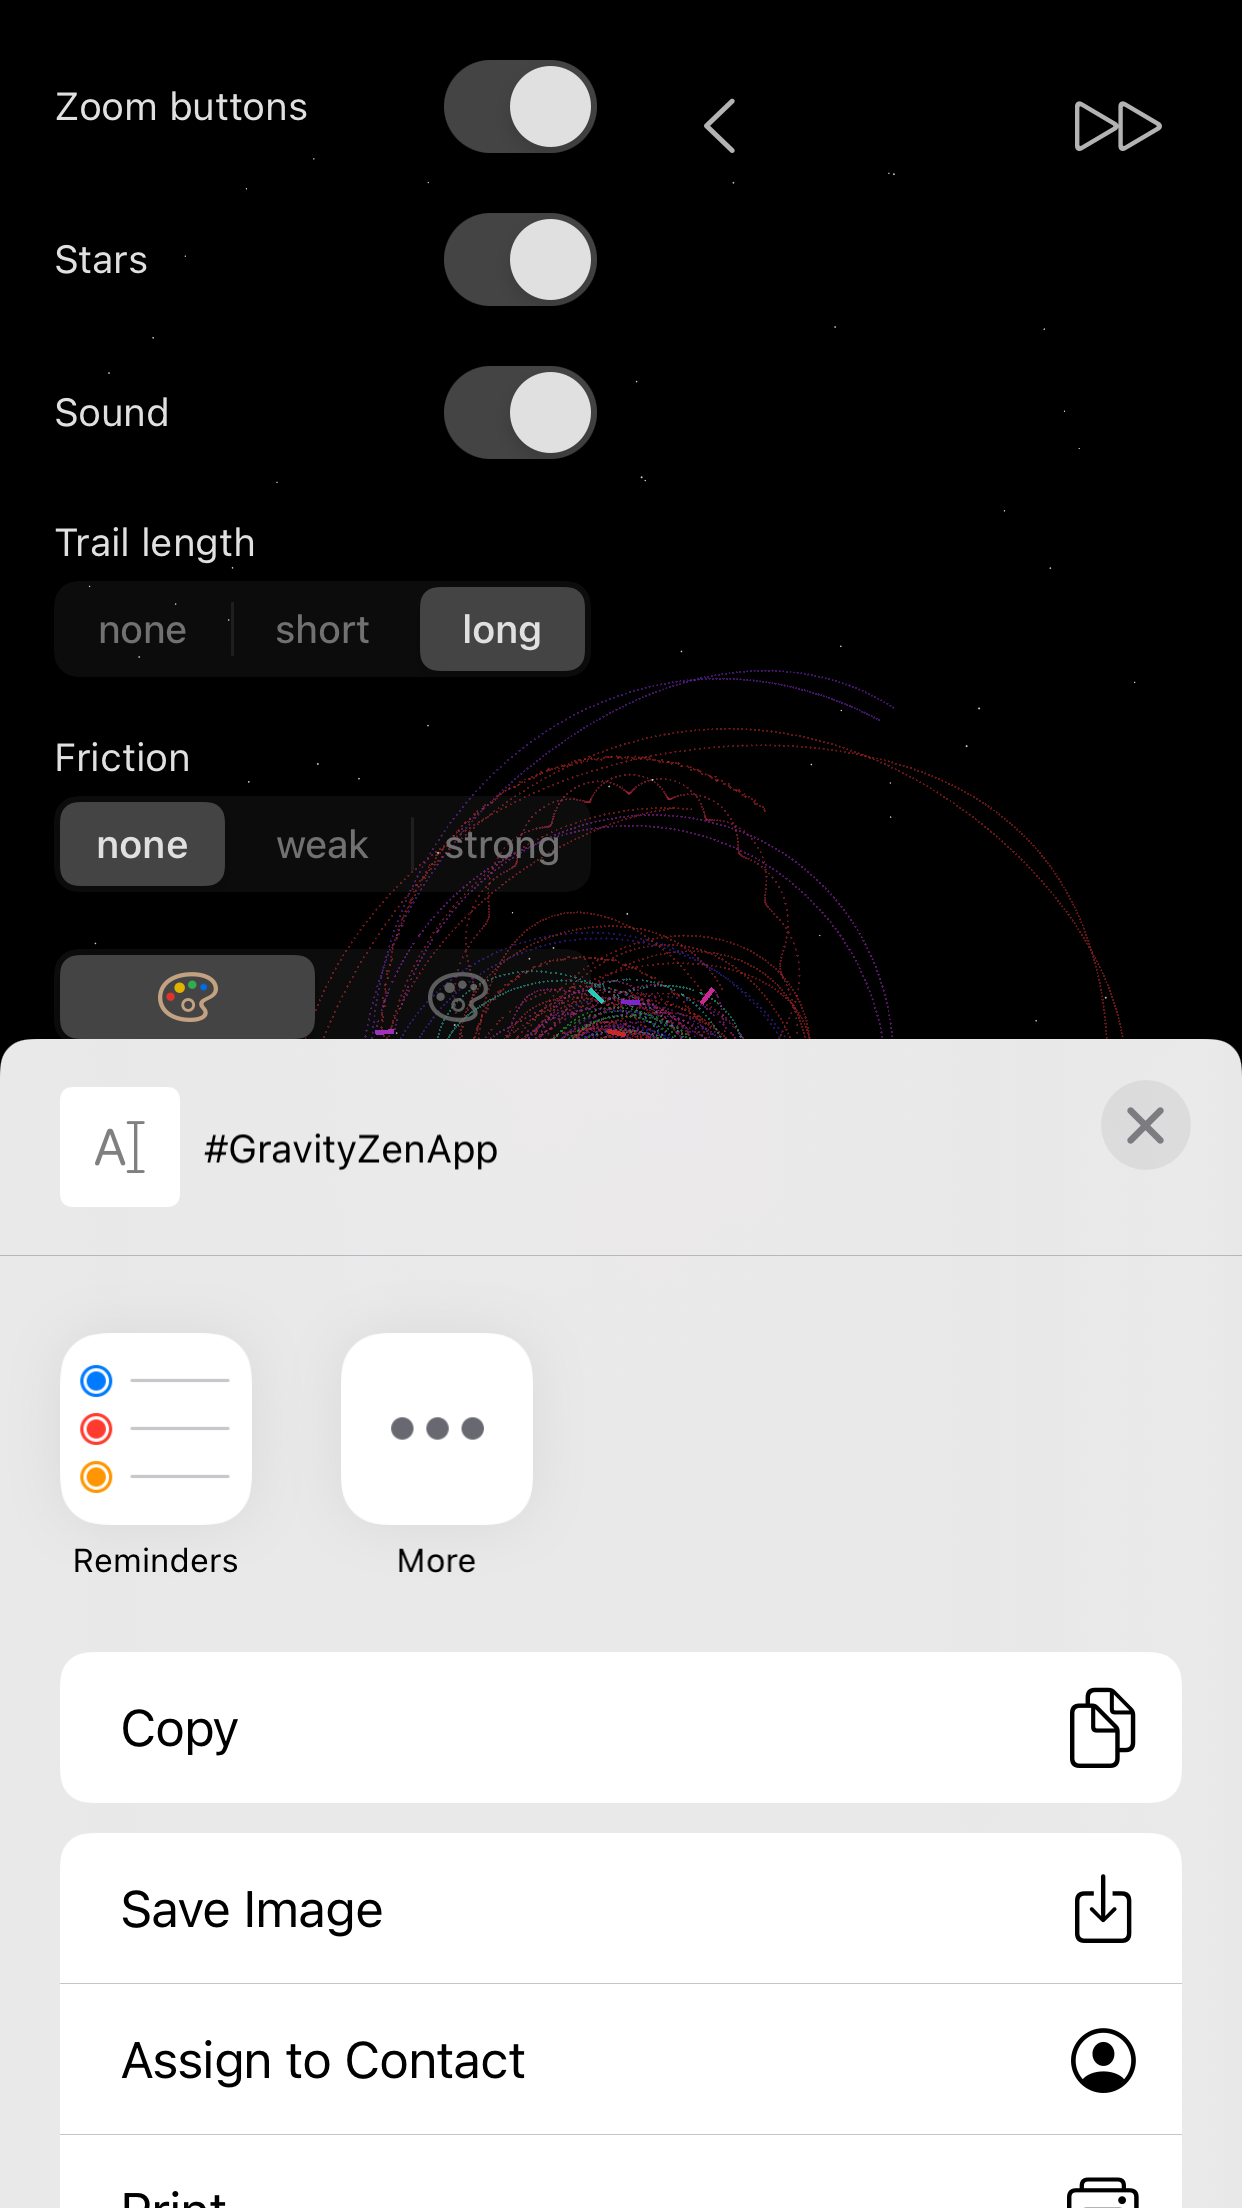 Zoom buttons
Stars
Sound
Trail length
none short long
Friction
none weak strong
#GravityZenApp
Reminders More
Copy
Save Image
Assign to Contact
Print